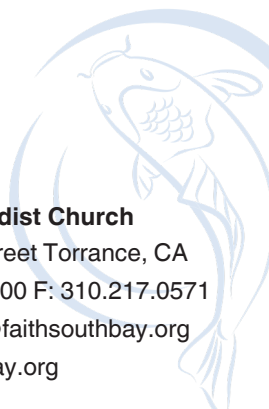 dist Church
reet Torrance, CA
00 F: 310.217.0571
faithsouthbay.org
ay.org